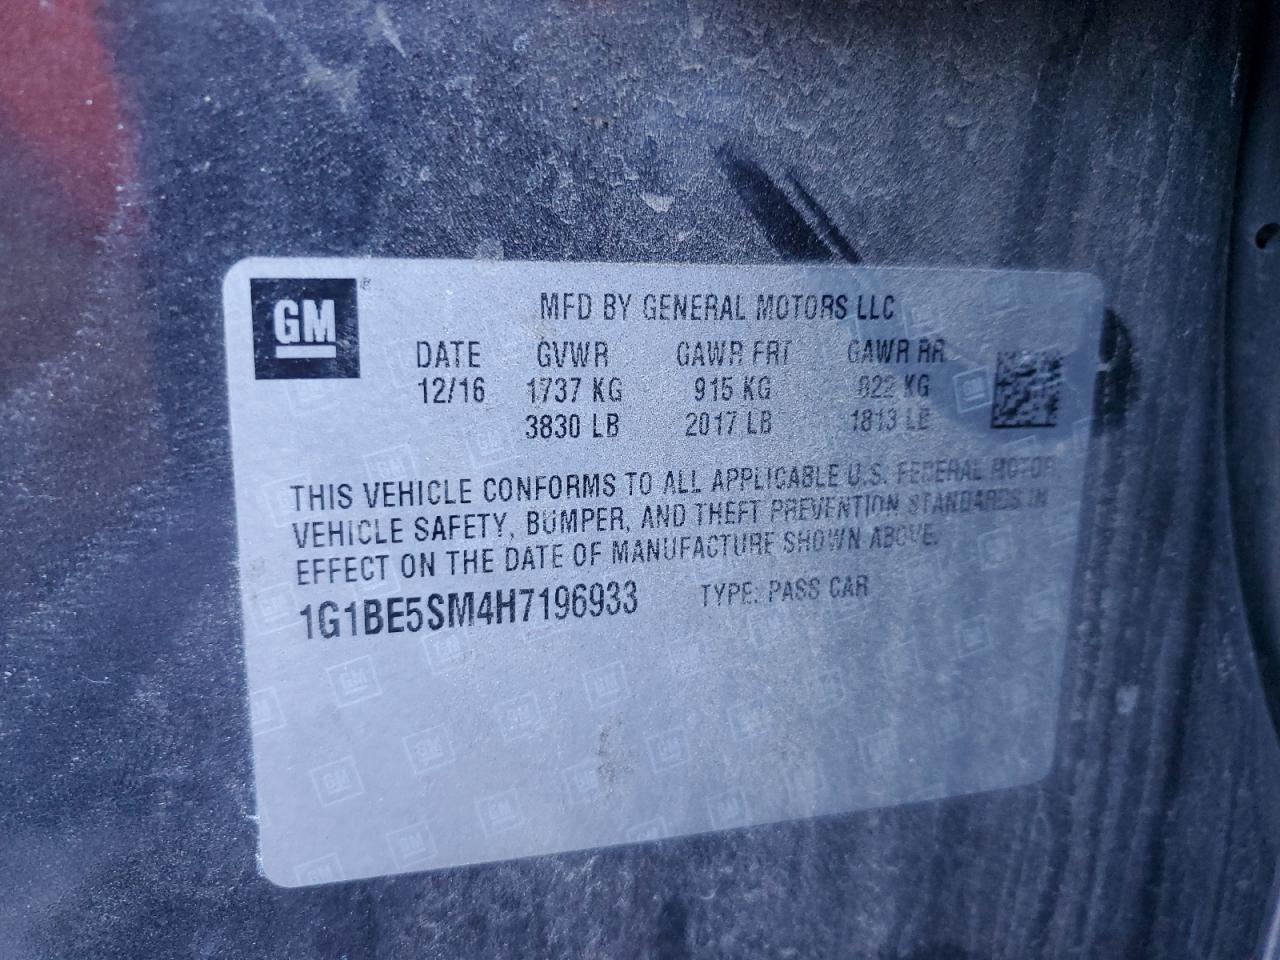 GM®
MFD BY GENERAL MOTORS LLC
DATE GVWR GAWR FRT GAWR RR
12/16 1737 KG 915 KG 822 KG
3830 LB 2017 LB 1813 LB
THIS VEHICLE CONFORMS TO ALL APPLICABLE U.S. FEDERAL MOTOR
VEHICLE SAFETY, BUMPER, AND THEFT PREVENTION STANDARDS IN
EFFECT ON THE DATE OF MANUFACTURE SHOWN ABOVE.
1G1BE5SM4H7196933 TYPE: PASS CAR